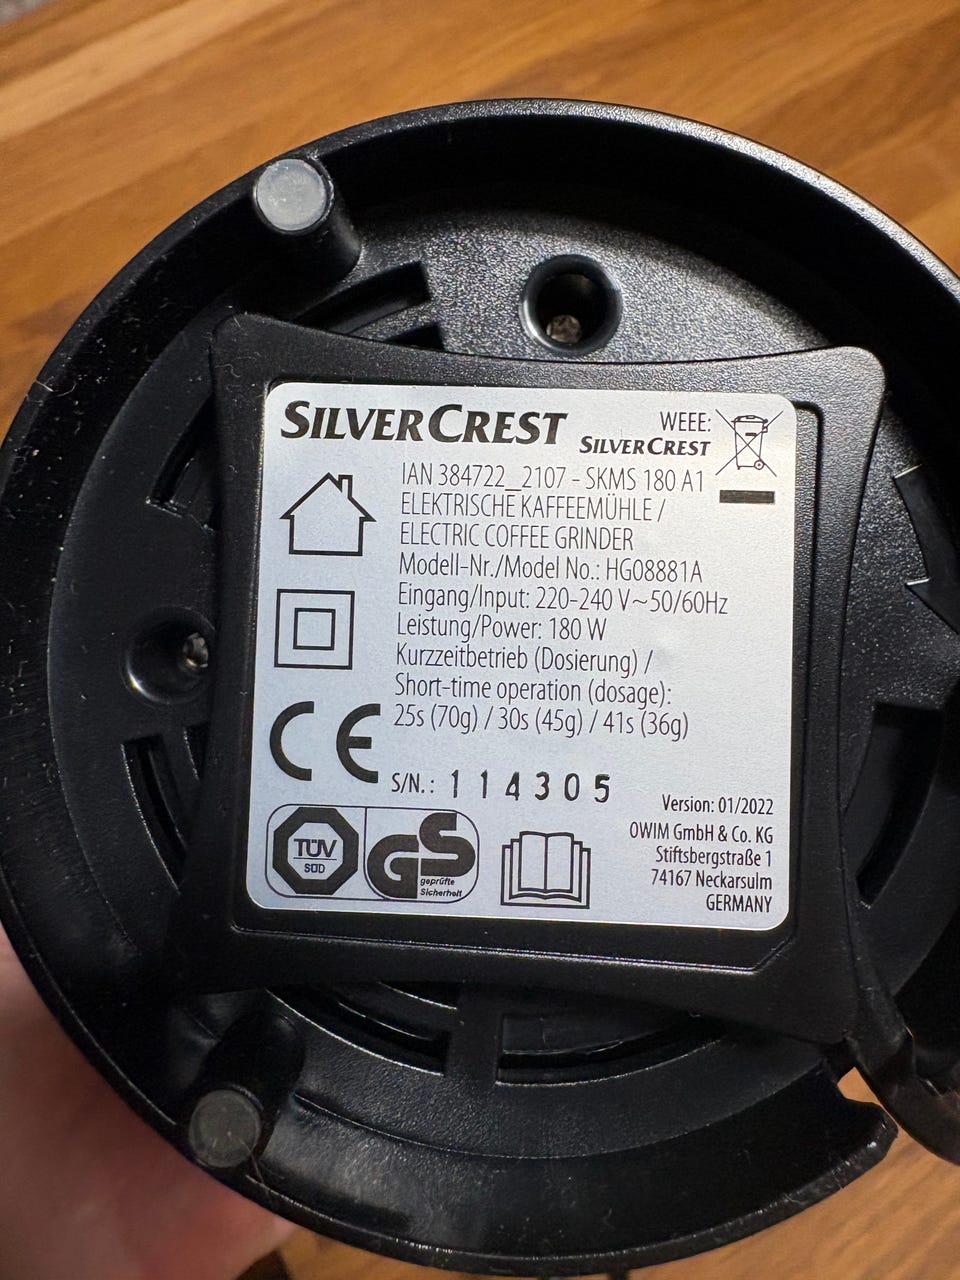 SILVERCREST
WEEE:
SILVERCREST
IAN 384722_2107 - SKMS 180 A1
ELEKTRISCHE KAFFEEMÜHLE /
ELECTRIC COFFEE GRINDER
Modell-Nr./Model No.: HG08881A
Eingang/Input: 220-240 V~50/60Hz
Leistung/Power: 180 W
Kurzzeitbetrieb (Dosierung) /
Short-time operation (dosage):
25s (70g) / 30s (45g) / 41s (36g)
CE
S/N.: 114305
TÜV
SÜD
GS
geprüfte
Sicherheit
Version: 01/2022
OWIM GmbH & Co. KG
Stiftsbergstraße 1
74167 Neckarsulm
GERMANY